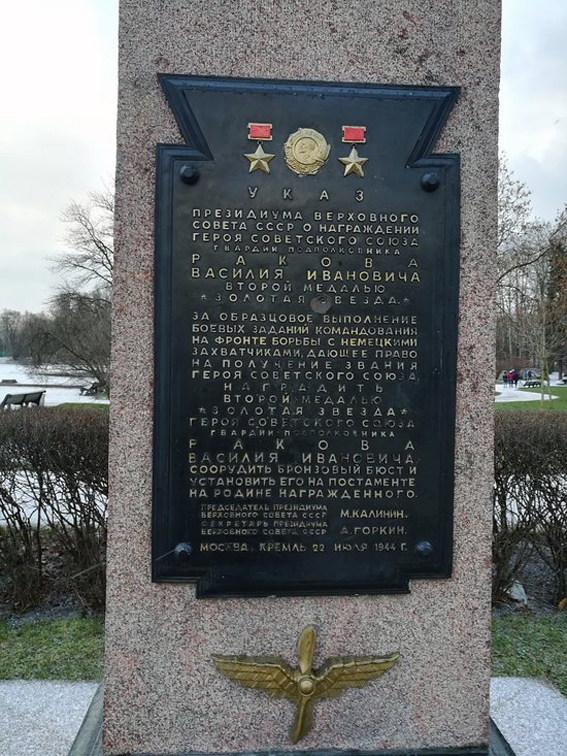 УКАЗ
ПРЕЗИДИУМА ВЕРХОВНОГО
СОВЕТА СССР О НАГРАЖДЕНИИ
ГЕРОЯ СОВЕТСКОГО СОЮЗА
ГВАРДИИ ПОДПОЛКОВНИКА
РАКОВА
ВАСИЛИЯ ИВАНОВИЧА
ВТОРОЙ МЕДАЛЬЮ
*ЗОЛОТАЯ ЗВЕЗДА*
ЗА ОБРАЗЦОВОЕ ВЫПОЛНЕНИЕ
БОЕВЫХ ЗАДАНИЙ КОМАНДОВАНИЯ
НА ФРОНТЕ БОРЬБЫ С НЕМЕЦКИМИ
ЗАХВАТЧИКАМИ, ДАЮЩЕЕ ПРАВО
НА ПОЛУЧЕНИЕ ЗВАНИЯ
ГЕРОЯ СОВЕТСКОГО СОЮЗА,
НАГРАДИТЬ
ВТОРОЙ МЕДАЛЬЮ
*ЗОЛОТАЯ ЗВЕЗДА*
ГЕРОЯ СОВЕТСКОГО СОЮЗА
ГВАРДИИ ПОДПОЛКОВНИКА
РАКОВА
ВАСИЛИЯ ИВАНОВИЧА,
СООРУДИТЬ БРОНЗОВЫЙ БЮСТ И
УСТАНОВИТЬ ЕГО НА ПОСТАМЕНТЕ
НА РОДИНЕ НАГРАЖДЕННОГО.
ПРЕДСЕДАТЕЛЬ ПРЕЗИДИУМА
ВЕРХОВНОГО СОВЕТА СССР М.КАЛИНИН.
СЕКРЕТАРЬ ПРЕЗИДИУМА
ВЕРХОВНОГО СОВЕТА СССР А.ГОРКИН.
МОСКВА, КРЕМЛЬ 22 ИЮЛЯ 1944 Г.